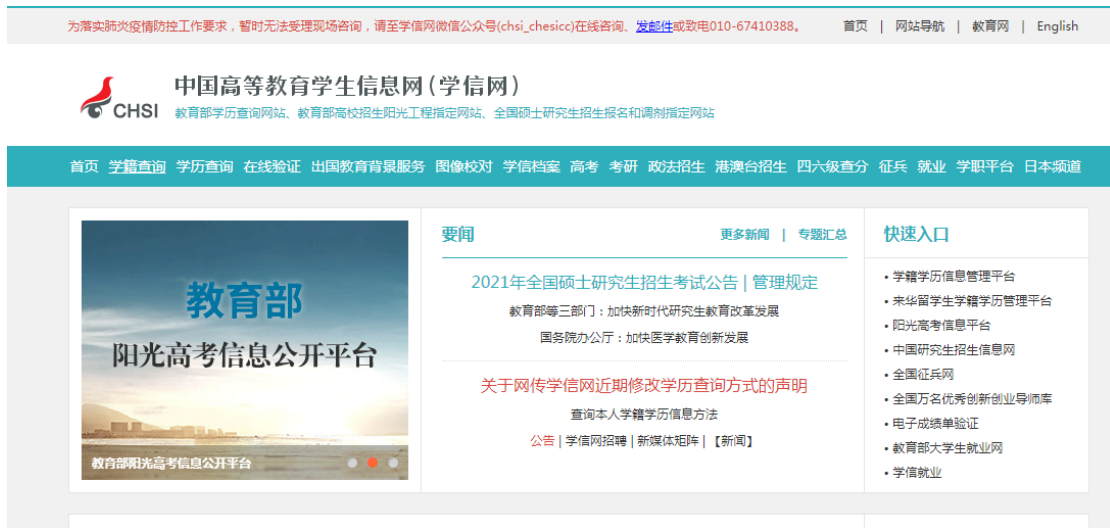 为落实肺炎疫情防控工作要求，暂时无法受理现场咨询，请至学信网微信公众号(chsi_chesicc)在线咨询、发邮件或致电010-67410388。 首页 | 网站导航 | 教育网 | English
中国高等教育学生信息网(学信网)
CHSI 教育部学历查询网站、教育部高校招生阳光工程指定网站、全国硕士研究生招生报名和调剂指定网站
首页 学籍查询 学历查询 在线验证 出国教育背景服务 图像校对 学信档案 高考 考研 政法招生 港澳台招生 四六级查分 征兵 就业 学职平台 日本频道
教育部
阳光高考信息公开平台
教育部阳光高考信息公开平台
要闻 更多新闻 | 专题汇总
2021年全国硕士研究生招生考试公告 | 管理规定
教育部等三部门：加快新时代研究生教育改革发展
国务院办公厅：加快医学教育创新发展
关于网传学信网近期修改学历查询方式的声明
查询本人学籍学历信息方法
公告 | 学信网招聘 | 新媒体矩阵 | 【新闻】
快速入口
• 学籍学历信息管理平台
• 来华留学生学籍学历管理平台
• 阳光高考信息平台
• 中国研究生招生信息网
• 全国征兵网
• 全国万名优秀创新创业导师库
• 电子成绩单验证
• 教育部大学生就业网
• 学信就业